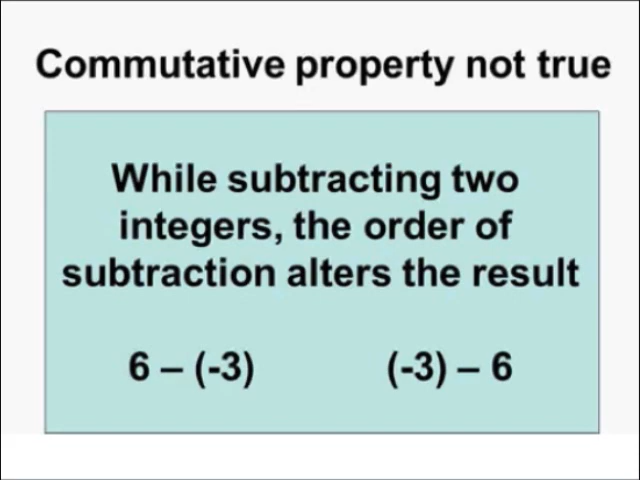 Commutative property not true
While subtracting two
integers, the order of
subtraction alters the result
6 – (-3) (-3) – 6